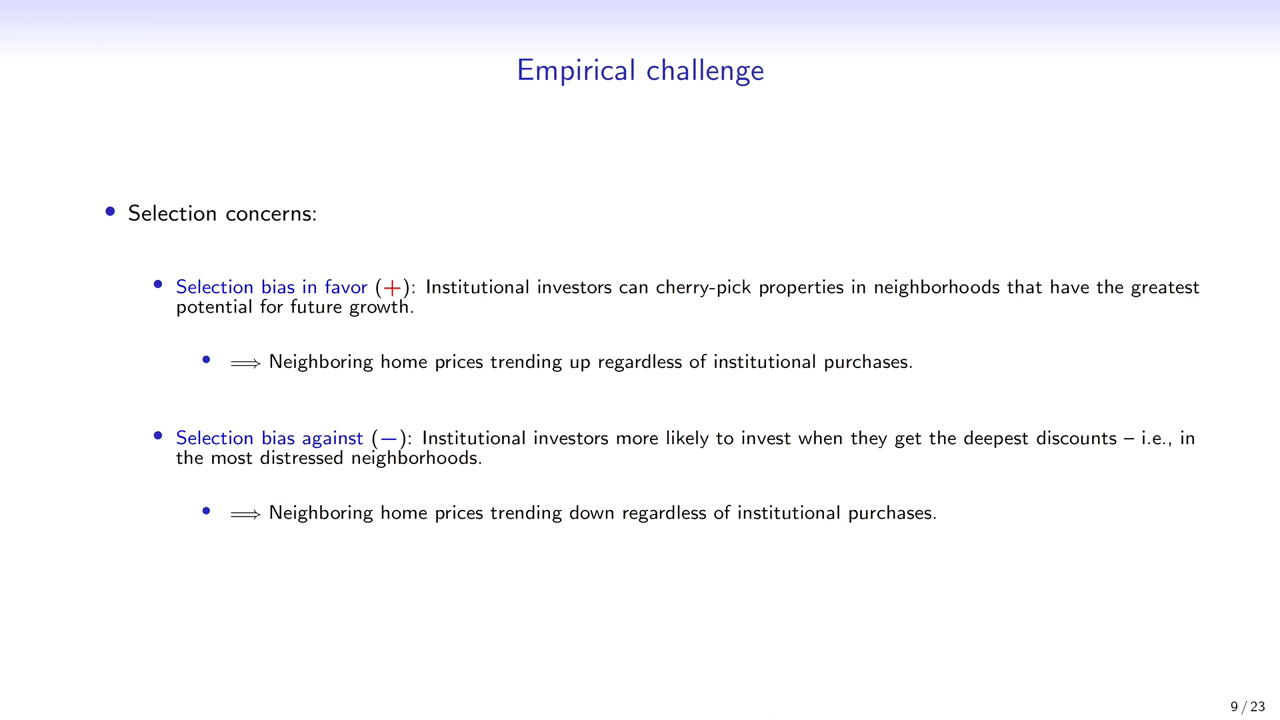 Empirical challenge
• Selection concerns:
• Selection bias in favor (+): Institutional investors can cherry-pick properties in neighborhoods that have the greatest
potential for future growth.
• ⟹ Neighboring home prices trending up regardless of institutional purchases.
• Selection bias against (−): Institutional investors more likely to invest when they get the deepest discounts – i.e., in
the most distressed neighborhoods.
• ⟹ Neighboring home prices trending down regardless of institutional purchases.
9 / 23